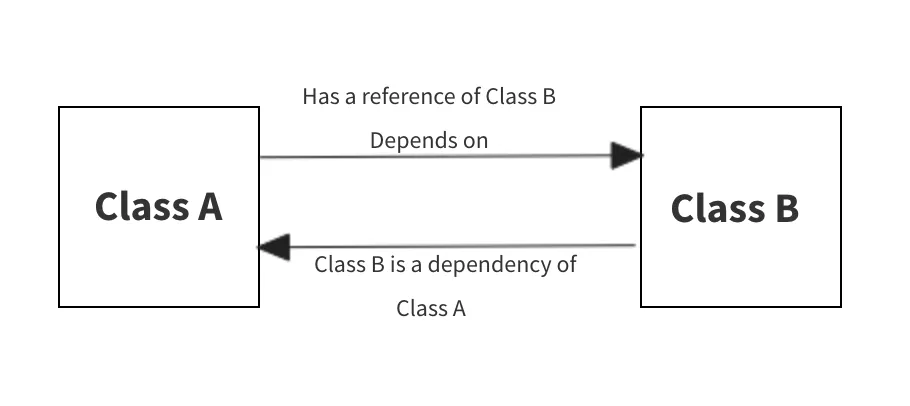 Has a reference of Class B
Depends on
Class A
Class B
Class B is a dependency of
Class A